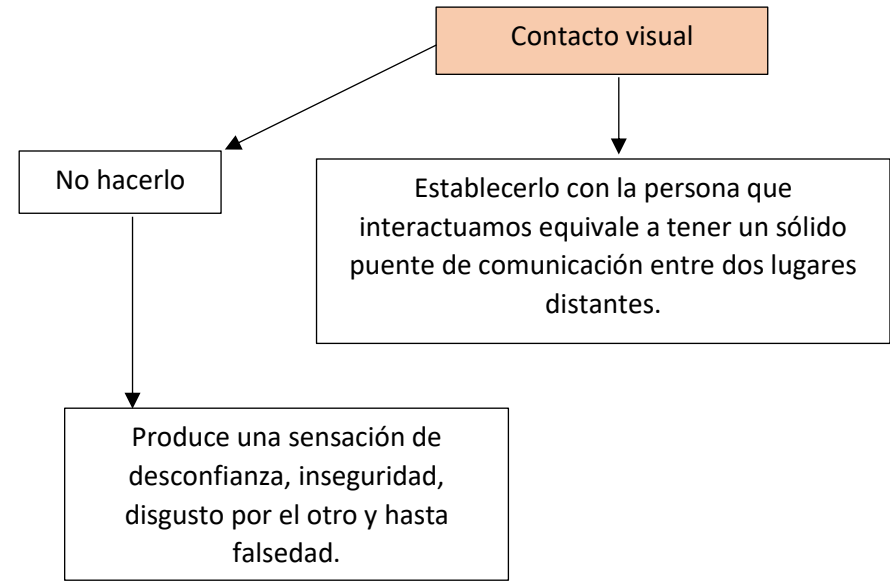 Contacto visual
No hacerlo
Establecerlo con la persona que
interactuamos equivale a tener un sólido
puente de comunicación entre dos lugares
distantes.
Produce una sensación de
desconfianza, inseguridad,
disgusto por el otro y hasta
falsedad.